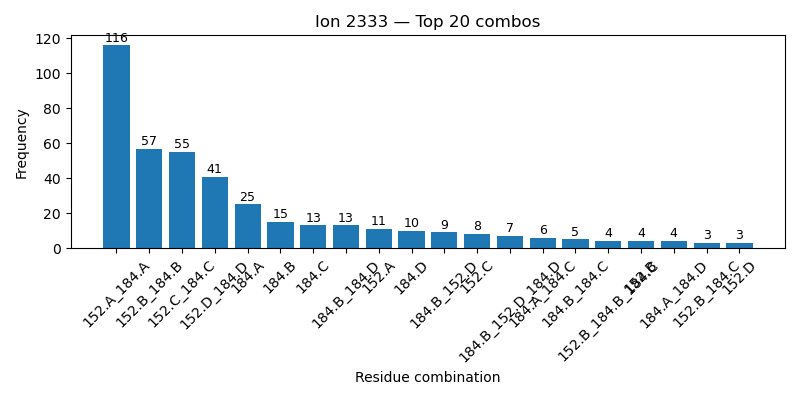 Ion 2333 — Top 20 combos
Frequency
120
100
80
60
40
20
0
116
57
55
41
25
15
13
13
11
10
9
8
7
6
5
4
4
4
3
3
152.A_184.A
152.B_184.B
152.C_184.C
152.D_184.D
184.A
184.B
184.C
184.B_184.D
152.A
184.D
184.B_152.D
152.C
184.B_152.D_184.D
184.A_184.C
184.B_184.C
152.B_184.B_184.C
152.B
184.A_184.D
152.B_184.C
152.D
Residue combination